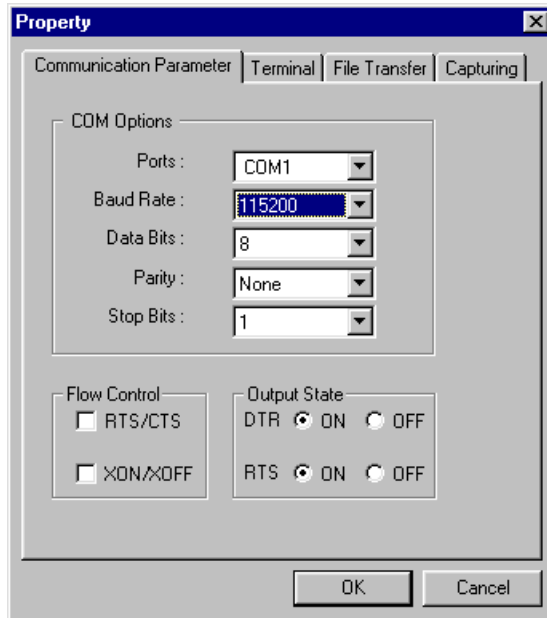 Property
Communication Parameter Terminal File Transfer Capturing
COM Options
Ports : COM1
Baud Rate : 115200
Data Bits : 8
Parity : None
Stop Bits : 1
Flow Control
RTS/CTS
XON/XOFF
Output State
DTR ON OFF
RTS ON OFF
OK Cancel